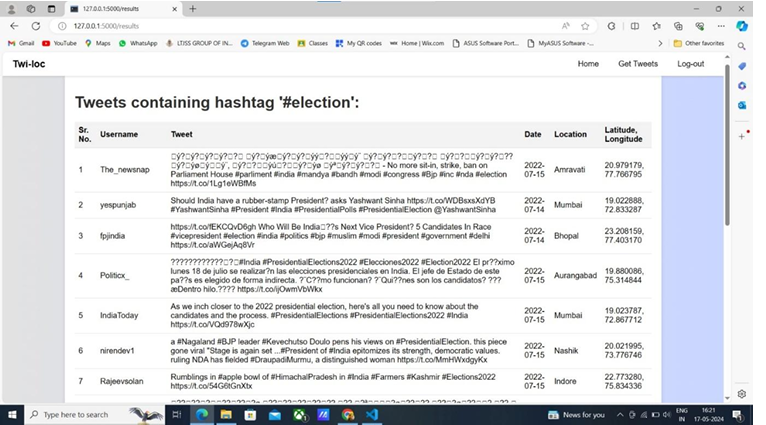 127.0.0.1:5000/results
127.0.0.1:5000/results
Gmail YouTube Maps WhatsApp LTJSS GROUP OF IN... Telegram Web Classes My QR codes Home | Wix.com ASUS Software Port... MyASUS Software -... Other favorites
Twi-loc Home Get Tweets Log-out
Tweets containing hashtag '#election':
Sr. No. Username Tweet Date Location Latitude, Longitude
1 The_newsnap - No more sit-in, strike, ban on
Parliament House #parliment #india #mandya #bandh #modi #congress #Bjp #inc #nda #election
https://t.co/1Lg1eWBfMs
2022-07-15 Amravati 20.979179, 77.766795
2 yespunjab Should India have a rubber-stamp President? asks Yashwant Sinha https://t.co/WDBsxsXdYB
#YashwantSinha #President #India #PresidentialPolls #PresidentialElection @YashwantSinha
2022-07-14 Mumbai 19.022888, 72.833287
3 fpjindia https://t.co/fEKCQvD6gh Who Will Be India??s Next Vice President? 5 Candidates In Race
#vicepresident #election #india #politics #bjp #muslim #modi #president #government #delhi
https://t.co/aWGejAq8Vr
2022-07-14 Bhopal 23.208159, 77.403170
4 Politicx_ #India #PresidentialElections2022 #Elecciones2022 #Election2022 El pr??ximo
lunes 18 de julio se realizar?n las elecciones presidenciales en India. El jefe de Estado de este
pa??s es elegido de forma indirecta. ?¨C??mo funcionan? ?¨Qui??nes son los candidatos? ???
æDentro hilo.???? https://t.co/ijOwmVbWkx
2022-07-15 Aurangabad 19.880086, 75.314844
5 IndiaToday As we inch closer to the 2022 presidential election, here's all you need to know about the
candidates and the process. #PresidentialElections #PresidentialElections2022 #India
https://t.co/VQd978wXjc
2022-07-15 Mumbai 19.023787, 72.867712
6 nirendev1 a #Nagaland #BJP leader #Kevechutso Doulo pens his views on #PresidentialElection. this piece
gone viral "Stage is again set ...#President of #India epitomizes its strength, democratic values.
ruling NDA has fielded #DraupadiMurmu, a distinguished woman https://t.co/MmHWxdgyKx
2022-07-15 Nashik 20.021995, 73.776746
7 Rajeevsolan Rumblings in #apple bowl of #HimachalPradesh in #India #Farmers #Kashmir #Elections2022
https://t.co/54G6tGnXtx
2022-07-15 Indore 22.773280, 75.834336
Type here to search News for you ENG IN 16:21 17-05-2024